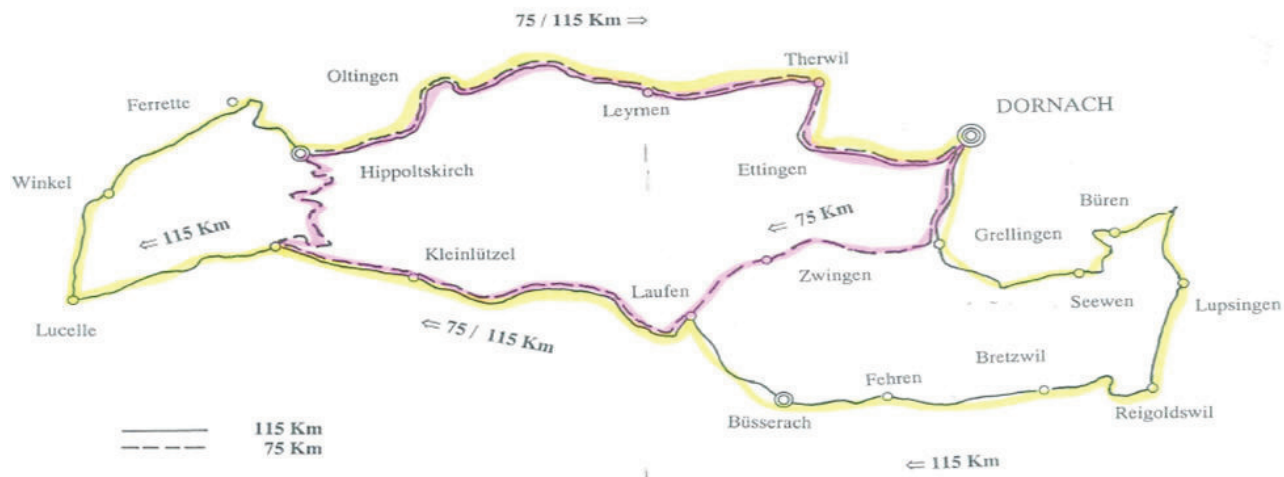 75 / 115 Km ⇒
Therwil
Oltingen
Ferrette
Leymen
DORNACH
Hippoltskirch
Ettingen
Winkel
Büren
⇐ 75 Km
⇐ 115 Km
Grellingen
Kleinlützel
Zwingen
Laufen
Seewen
Lupsingen
Lucelle
⇐ 75 / 115 Km
Bretzwil
Fehren
Reigoldswil
Büsserach
115 Km
75 Km
⇐ 115 Km